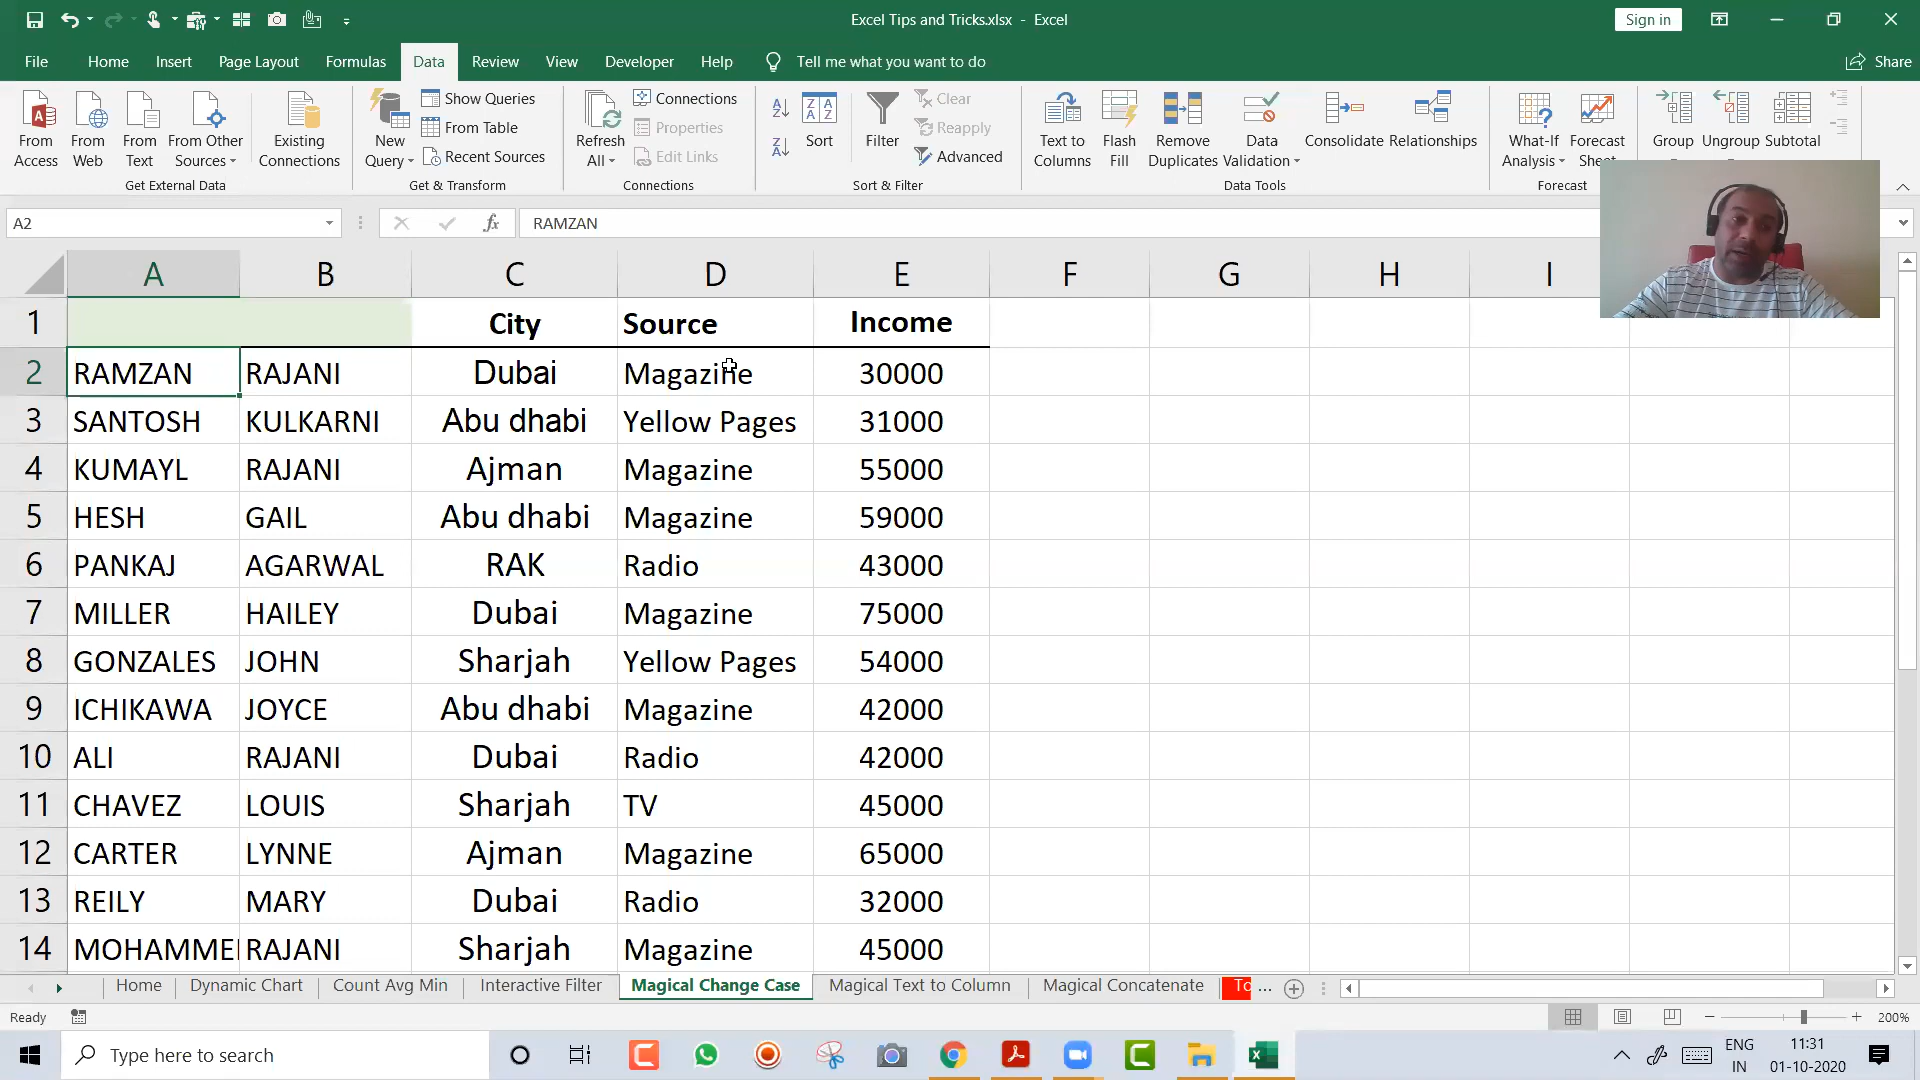 Excel Tips and Tricks.xlsx - Excel
Sign in
File Home Insert Page Layout Formulas Data Review View Developer Help Tell me what you want to do Share
From Access
From Web
From Text
From Other Sources
Existing Connections
Get External Data
New Query
Show Queries
From Table
Recent Sources
Get & Transform
Refresh All
Connections
Properties
Edit Links
Connections
Sort
Filter
Clear
Reapply
Advanced
Sort & Filter
Text to Columns
Flash Fill
Remove Duplicates
Data Validation
Consolidate
Relationships
Data Tools
What-If Analysis
Forecast Sheet
Forecast
Group
Ungroup
Subtotal
A2 fx RAMZAN
A B C D E F G H I
1 City Source Income
2 RAMZAN RAJANI Dubai Magazine 30000
3 SANTOSH KULKARNI Abu dhabi Yellow Pages 31000
4 KUMAYL RAJANI Ajman Magazine 55000
5 HESH GAIL Abu dhabi Magazine 59000
6 PANKAJ AGARWAL RAK Radio 43000
7 MILLER HAILEY Dubai Magazine 75000
8 GONZALES JOHN Sharjah Yellow Pages 54000
9 ICHIKAWA JOYCE Abu dhabi Magazine 42000
10 ALI RAJANI Dubai Radio 42000
11 CHAVEZ LOUIS Sharjah TV 45000
12 CARTER LYNNE Ajman Magazine 65000
13 REILY MARY Dubai Radio 32000
14 MOHAMME RAJANI Sharjah Magazine 45000
Home Dynamic Chart Count Avg Min Interactive Filter Magical Change Case Magical Text to Column Magical Concatenate To ...
Ready 200%
Type here to search
ENG
IN
11:31
01-10-2020